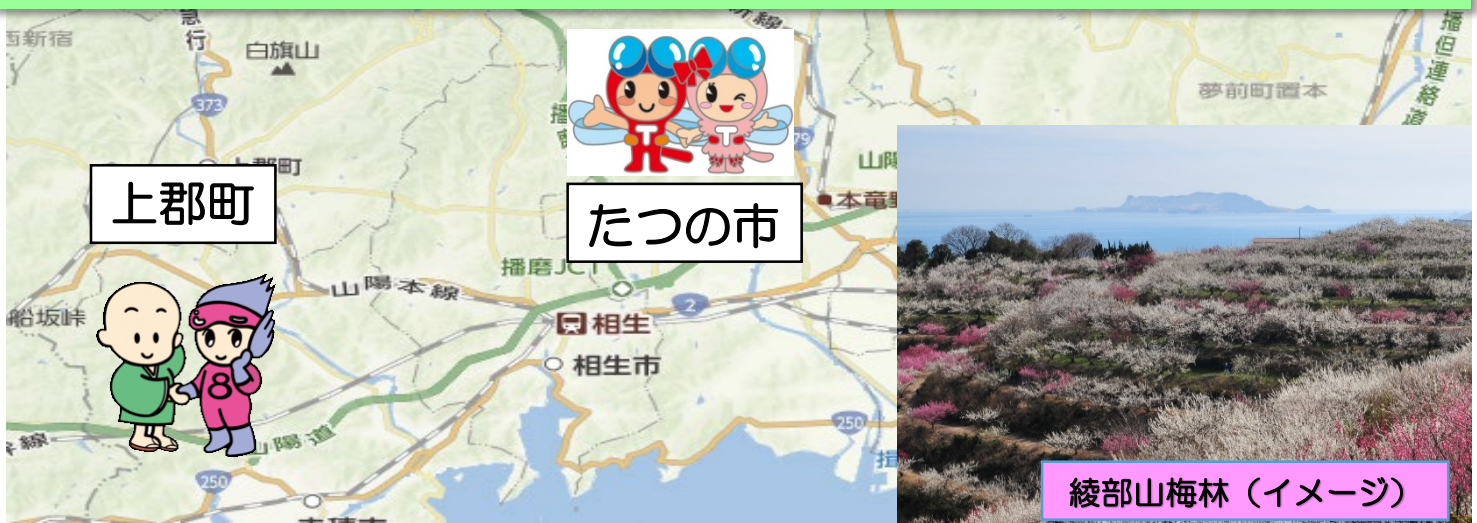 西新宿
急行
白旗山
373
上郡町
上郡町
たつの市
播但連絡道
夢前町置本
播磨JCT
山陽本線
船坂峠
相生
相生市
2
本竜野
250
8
山陽道
250
T
T
綾部山梅林（イメージ）